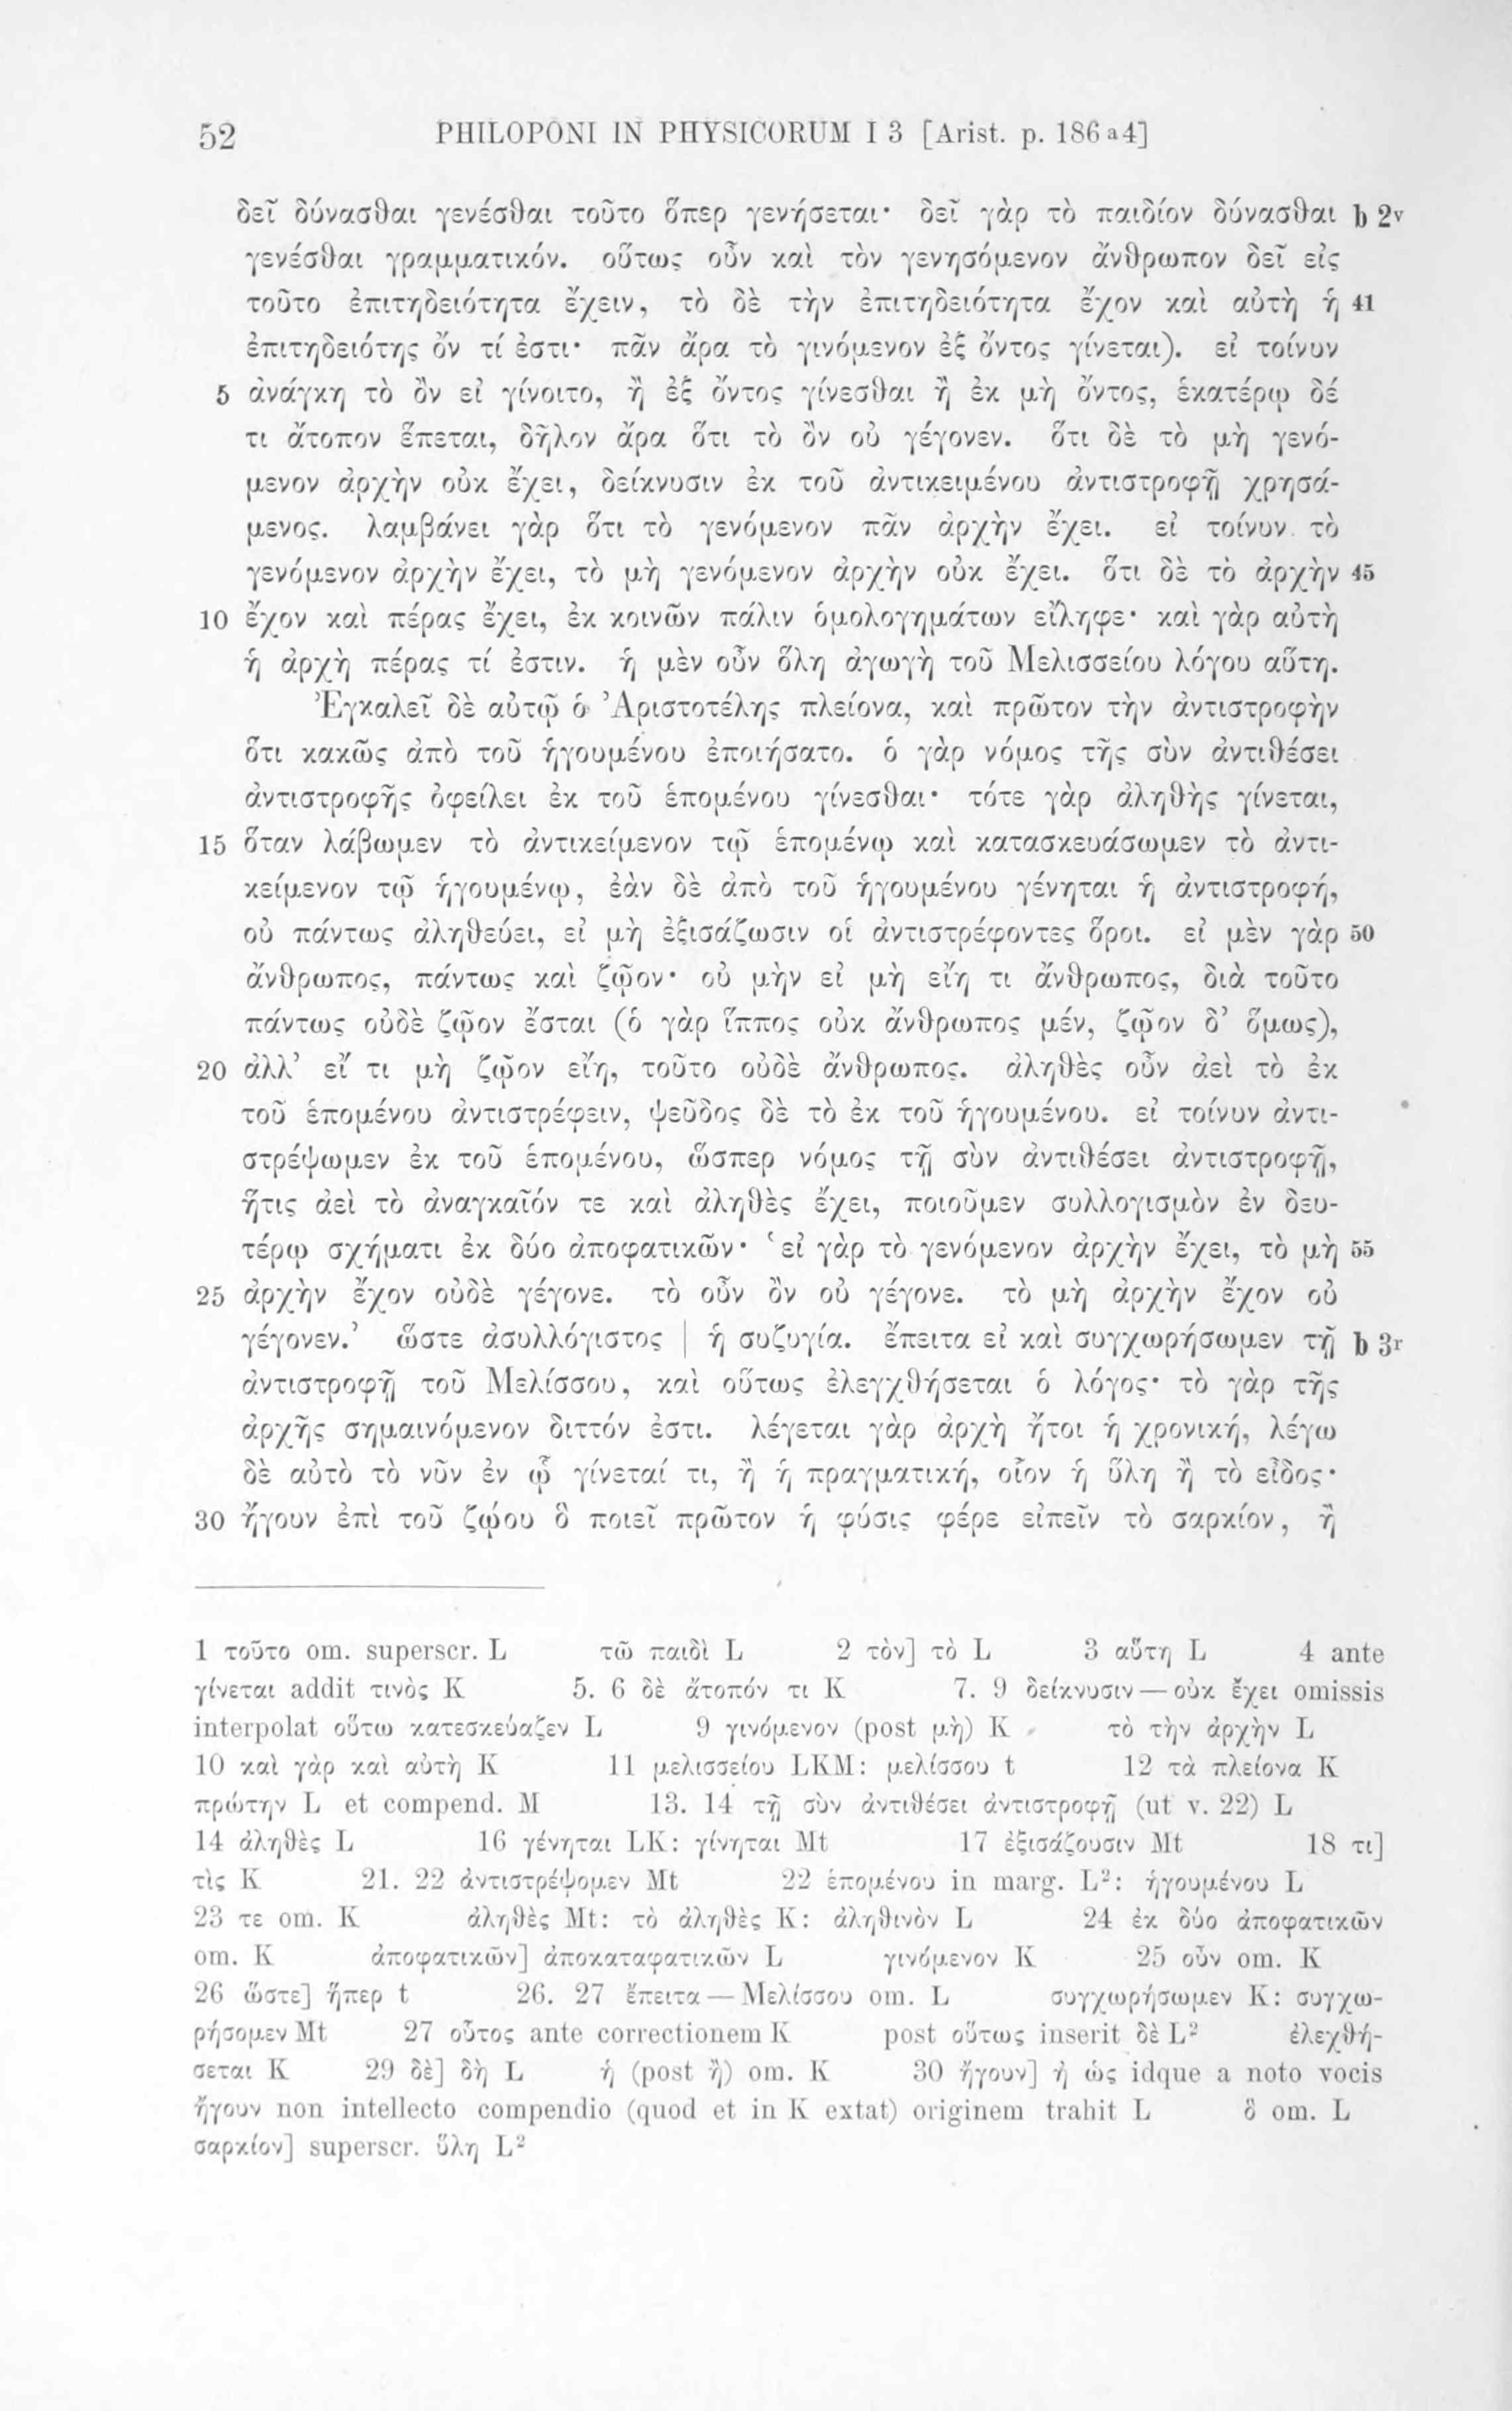 52 PHILOPONI IN PHYSICORUM I 3 [Arist. p. 186 a 4]
δεῖ δύνασθαι γενέσθαι τοῦτο ὅπερ γενήσεται· δεῖ γὰρ τὸ παιδίον δύνασθαι b 2v
γενέσθαι γραμματικόν. οὕτως οὖν καὶ τὸν γενησόμενον ἄνθρωπον δεῖ εἰς
τοῦτο ἐπιτηδειότητα ἔχειν, τὸ δὲ τὴν ἐπιτηδειότητα ἔχον καὶ αὐτὴ ἡ 41
ἐπιτηδειότης ὄν τί ἐστι· πᾶν ἄρα τὸ γινόμενον ἐξ ὄντος γίνεται). εἰ τοίνυν
5 ἀνάγκη τὸ ὂν εἰ γίνοιτο, ἢ ἐξ ὄντος γίνεσθαι ἢ ἐκ μὴ ὄντος, ἑκατέρῳ δέ
τι ἄτοπον ἕπεται, δῆλον ἄρα ὅτι τὸ ὂν οὐ γέγονεν. ὅτι δὲ τὸ μὴ γενό-
μενον ἀρχὴν οὐκ ἔχει, δείκνυσιν ἐκ τοῦ ἀντικειμένου ἀντιστροφῇ χρησά-
μενος. λαμβάνει γὰρ ὅτι τὸ γενόμενον πᾶν ἀρχὴν ἔχει. εἰ τοίνυν τὸ
γενόμενον ἀρχὴν ἔχει, τὸ μὴ γενόμενον ἀρχὴν οὐκ ἔχει. ὅτι δὲ τὸ ἀρχὴν 45
10 ἔχον καὶ πέρας ἔχει, ἐκ κοινῶν πάλιν ὁμολογημάτων εἴληφε· καὶ γὰρ αὐτὴ
ἡ ἀρχὴ πέρας τί ἐστιν. ἡ μὲν οὖν ὅλη ἀγωγὴ τοῦ Μελισσείου λόγου αὕτη.
Ἐγκαλεῖ δὲ αὐτῷ ὁ Ἀριστοτέλης πλείονα, καὶ πρῶτον τὴν ἀντιστροφὴν
ὅτι κακῶς ἀπὸ τοῦ ἡγουμένου ἐποιήσατο. ὁ γὰρ νόμος τῆς σὺν ἀντιθέσει
ἀντιστροφῆς ὀφείλει ἐκ τοῦ ἑπομένου γίνεσθαι· τότε γὰρ ἀληθὴς γίνεται,
15 ὅταν λάβωμεν τὸ ἀντικείμενον τῷ ἑπομένῳ καὶ κατασκευάσωμεν τὸ ἀντι-
κείμενον τῷ ἡγουμένῳ, ἐὰν δὲ ἀπὸ τοῦ ἡγουμένου γένηται ἡ ἀντιστροφή,
οὐ πάντως ἀληθεύει, εἰ μὴ ἐξισάζωσιν οἱ ἀντιστρέφοντες ὅροι. εἰ μὲν γὰρ 50
ἄνθρωπος, πάντως καὶ ζῷον· οὐ μὴν εἰ μὴ εἴη τι ἄνθρωπος, διὰ τοῦτο
πάντως οὐδὲ ζῷον ἔσται (ὁ γὰρ ἵππος οὐκ ἄνθρωπος μέν, ζῷον δ’ ὅμως),
20 ἀλλ’ εἴ τι μὴ ζῷον εἴη, τοῦτο οὐδὲ ἄνθρωπος. ἀληθὲς οὖν ἀεὶ τὸ ἐκ
τοῦ ἑπομένου ἀντιστρέφειν, ψεῦδος δὲ τὸ ἐκ τοῦ ἡγουμένου. εἰ τοίνυν ἀντι-
στρέψωμεν ἐκ τοῦ ἑπομένου, ὥσπερ νόμος τῇ σὺν ἀντιθέσει ἀντιστροφῇ,
ἥτις ἀεὶ τὸ ἀναγκαῖόν τε καὶ ἀληθὲς ἔχει, ποιοῦμεν συλλογισμὸν ἐν δευ-
τέρῳ σχήματι ἐκ δύο ἀποφατικῶν· ‘εἰ γὰρ τὸ γενόμενον ἀρχὴν ἔχει, τὸ μὴ 55
25 ἀρχὴν ἔχον οὐδὲ γέγονε. τὸ οὖν ὂν οὐ γέγονε. τὸ μὴ ἀρχὴν ἔχον οὐ
γέγονεν.’ ὥστε ἀσυλλόγιστος | ἡ συζυγία. ἔπειτα εἰ καὶ συγχωρήσωμεν τῇ b 3r
ἀντιστροφῇ τοῦ Μελίσσου, καὶ οὕτως ἐλεγχθήσεται ὁ λόγος· τὸ γὰρ τῆς
ἀρχῆς σημαινόμενον διττόν ἐστι. λέγεται γὰρ ἀρχὴ ἤτοι ἡ χρονική, λέγω
δὲ αὐτὸ τὸ νῦν ἐν ᾧ γίνεταί τι, ἢ ἡ πραγματική, οἷον ἡ ὕλη ἢ τὸ εἶδος·
30 ἤγουν ἐπὶ τοῦ ζῴου ὃ ποιεῖ πρῶτον ἡ φύσις φέρε εἰπεῖν τὸ σαρκίον, ἢ
1 τοῦτο om. superscr. L τῶ παιδὶ L 2 τὸν] τὸ L 3 αὕτη L 4 ante
γίνεται addit τινὸς K 5. 6 δὲ ἄτοπόν τι K 7. 9 δείκνυσιν — οὐκ ἔχει omissis
interpolat οὕτω κατεσκεύαζεν L 9 γινόμενον (post μὴ) K τὸ τὴν ἀρχὴν L
10 καὶ γὰρ καὶ αὐτὴ K 11 μελισσείου LKM: μελίσσου t 12 τὰ πλείονα K
πρώτην L et compend. M 13. 14 τῇ σὺν ἀντιθέσει ἀντιστροφῇ (ut v. 22) L
14 ἀληθὲς L 16 γένηται LK: γίνηται Mt 17 ἐξισάζουσιν Mt 18 τι]
τὶς K 21. 22 ἀντιστρέψομεν Mt 22 ἑπομένου in marg. L²: ἡγουμένου L
23 τε om. K ἀληθὲς Mt: τὸ ἀληθὲς K: ἀληθινὸν L 24 ἐκ δύο ἀποφατικῶν
om. K ἀποφατικῶν] ἀποκαταφατικῶν L γινόμενον K 25 οὖν om. K
26 ὥστε] ἥπερ t 26. 27 ἔπειτα — Μελίσσου om. L συγχωρήσωμεν K: συγχω-
ρήσομεν Mt 27 οὗτος ante correctionem K post οὕτως inserit δὲ L² ἐλεχθή-
σεται K 29 δὲ] δὴ L ἡ (post ἢ) om. K 30 ἤγουν] ἡ ὡς idque a noto vocis
ἤγουν non intellecto compendio (quod et in K extat) originem trahit L ὃ om. L
σαρκίον] superscr. ὕλη L²